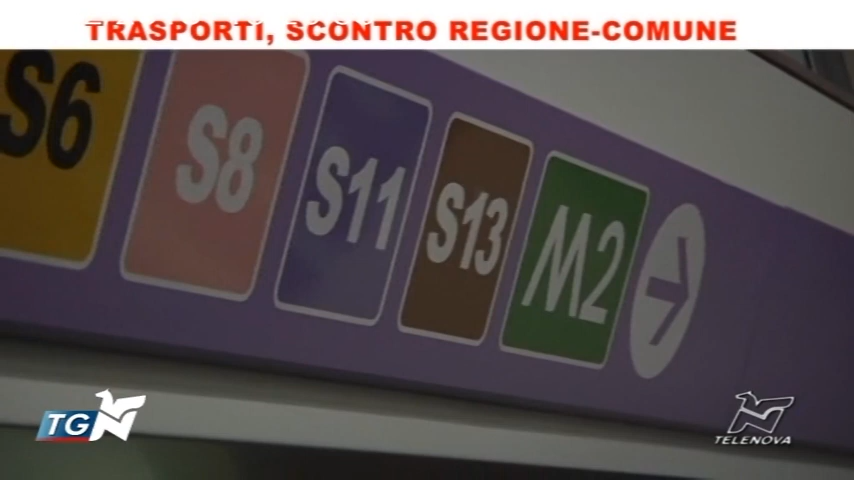 TRASPORTI, SCONTRO REGIONE-COMUNE
S6 S8 S11 S13 M2
TG N
TELENOVA